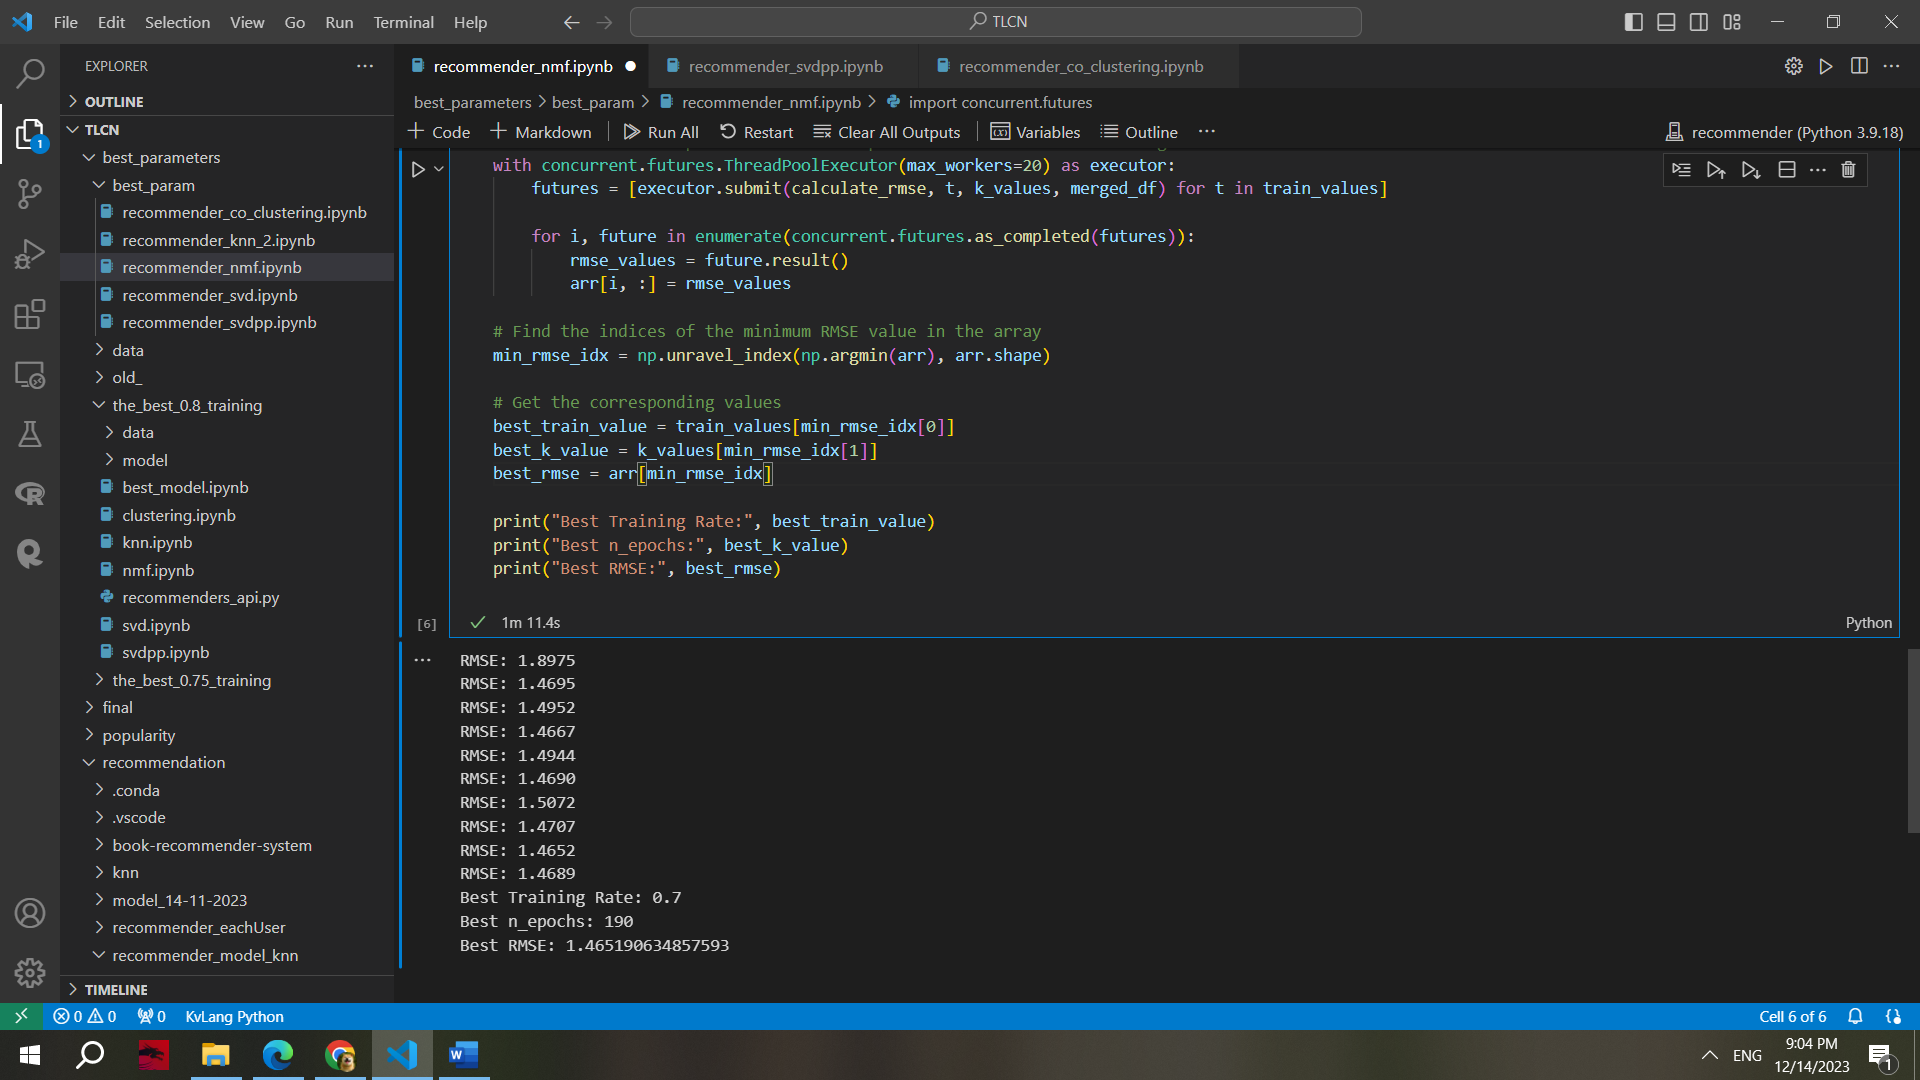 File Edit Selection View Go Run Terminal Help
TLCN
EXPLORER
OUTLINE
TLCN
best_parameters
best_param
recommender_co_clustering.ipynb
recommender_knn_2.ipynb
recommender_nmf.ipynb
recommender_svd.ipynb
recommender_svdpp.ipynb
data
old_
the_best_0.8_training
data
model
best_model.ipynb
clustering.ipynb
knn.ipynb
nmf.ipynb
recommenders_api.py
svd.ipynb
svdpp.ipynb
the_best_0.75_training
final
popularity
recommendation
.conda
.vscode
book-recommender-system
knn
model_14-11-2023
recommender_eachUser
recommender_model_knn
TIMELINE
1
recommender_nmf.ipynb recommender_svdpp.ipynb recommender_co_clustering.ipynb
best_parameters > best_param > recommender_nmf.ipynb > import concurrent.futures
Code Markdown Run All Restart Clear All Outputs Variables Outline recommender (Python 3.9.18)
with concurrent.futures.ThreadPoolExecutor(max_workers=20) as executor:
futures = [executor.submit(calculate_rmse, t, k_values, merged_df) for t in train_values]
for i, future in enumerate(concurrent.futures.as_completed(futures)):
rmse_values = future.result()
arr[i, :] = rmse_values
# Find the indices of the minimum RMSE value in the array
min_rmse_idx = np.unravel_index(np.argmin(arr), arr.shape)
# Get the corresponding values
best_train_value = train_values[min_rmse_idx[0]]
best_k_value = k_values[min_rmse_idx[1]]
best_rmse = arr[min_rmse_idx]
print("Best Training Rate:", best_train_value)
print("Best n_epochs:", best_k_value)
print("Best RMSE:", best_rmse)
[6] 1m 11.4s Python
RMSE: 1.8975
RMSE: 1.4695
RMSE: 1.4952
RMSE: 1.4667
RMSE: 1.4944
RMSE: 1.4690
RMSE: 1.5072
RMSE: 1.4707
RMSE: 1.4652
RMSE: 1.4689
Best Training Rate: 0.7
Best n_epochs: 190
Best RMSE: 1.465190634857593
0 0 0 KvLang Python Cell 6 of 6
ENG
9:04 PM
12/14/2023
1